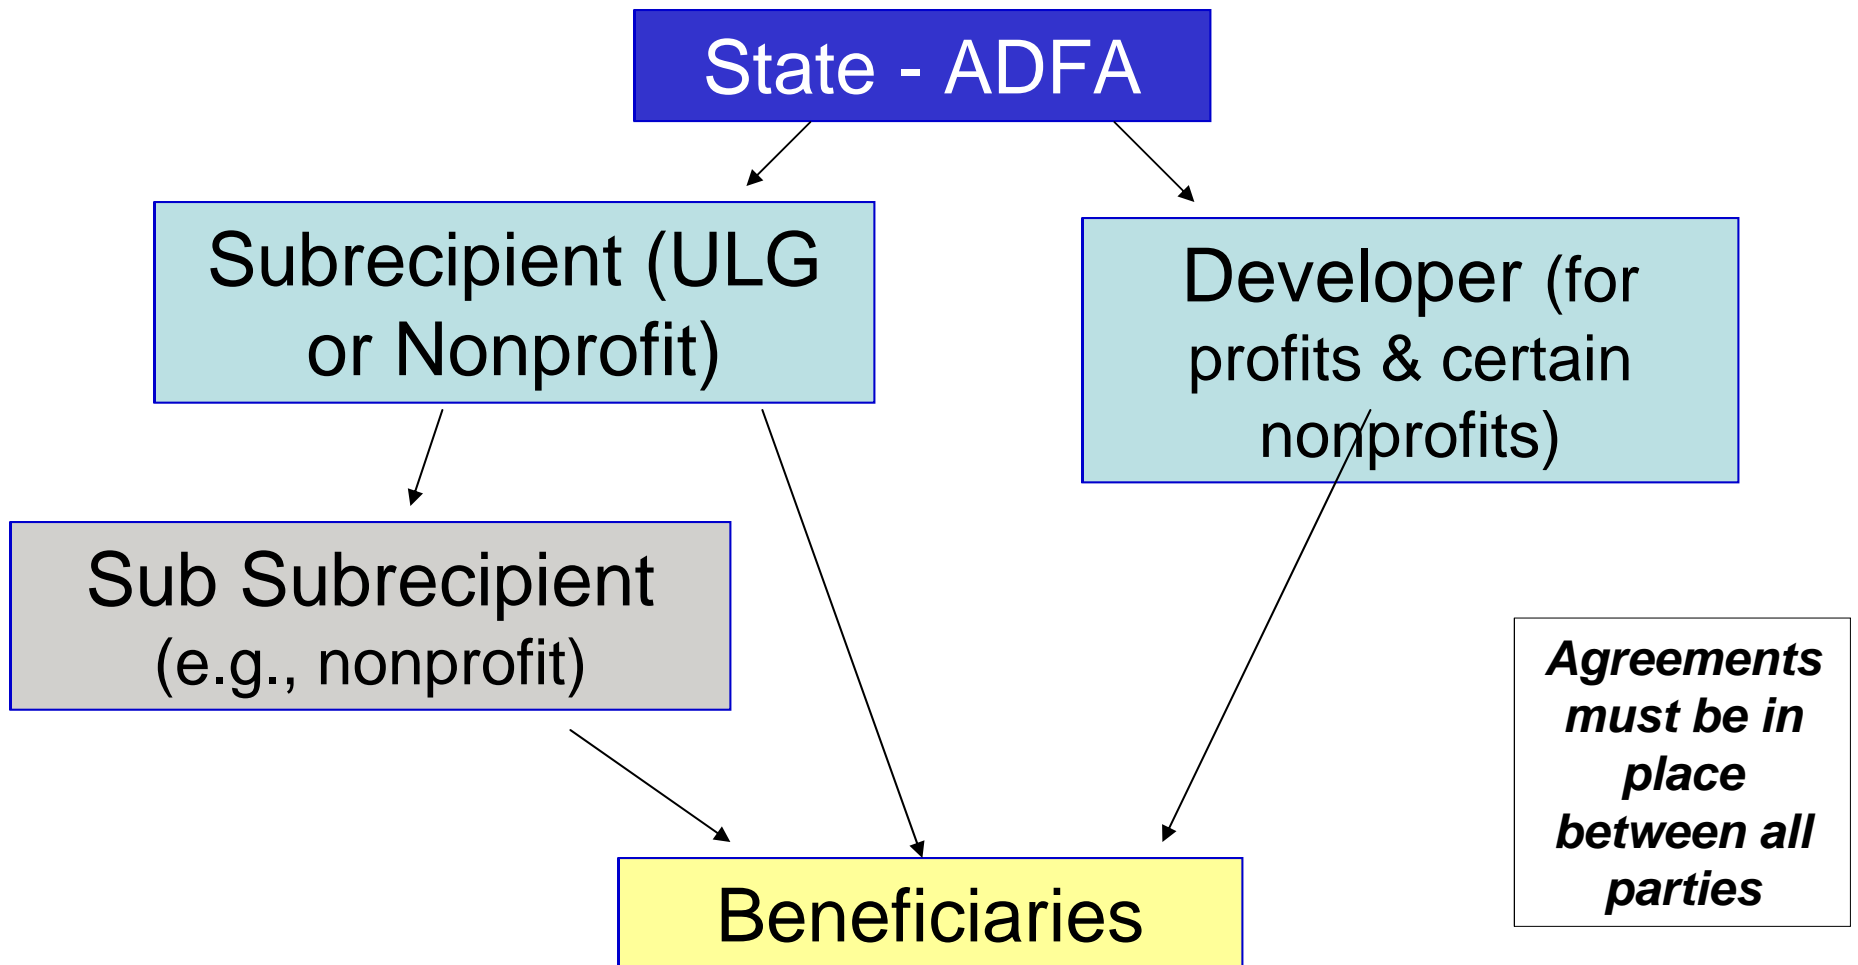 State - ADFA
Subrecipient (ULG
or Nonprofit)
Developer (for
profits & certain
nonprofits)
Sub Subrecipient
(e.g., nonprofit)
Agreements
must be in
place
between all
parties
Beneficiaries